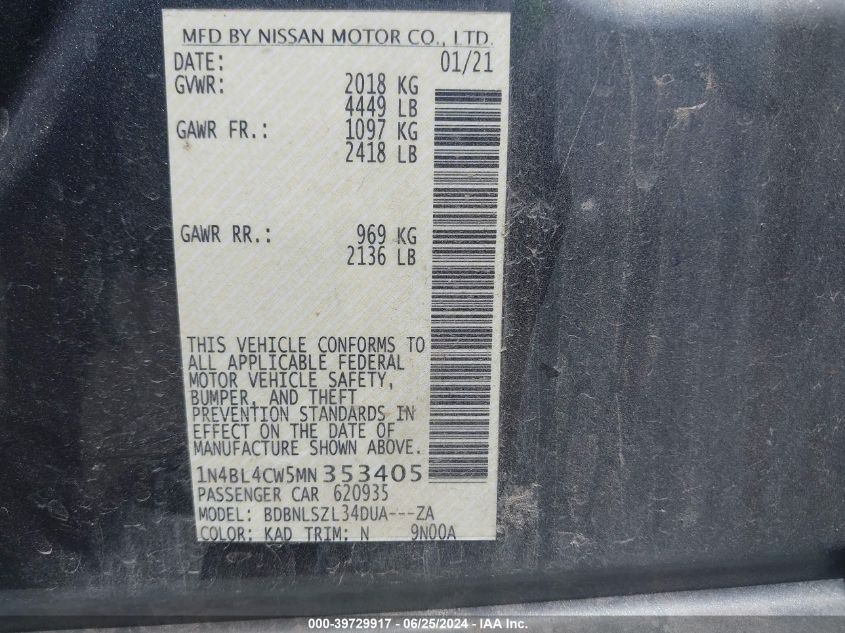 MFD BY NISSAN MOTOR CO., LTD.
DATE: 01/21
GVWR: 2018 KG
4449 LB
GAWR FR.: 1097 KG
2418 LB
GAWR RR.: 969 KG
2136 LB
THIS VEHICLE CONFORMS TO
ALL APPLICABLE FEDERAL
MOTOR VEHICLE SAFETY,
BUMPER, AND THEFT
PREVENTION STANDARDS IN
EFFECT ON THE DATE OF
MANUFACTURE SHOWN ABOVE.
1N4BL4CW5MN353405
PASSENGER CAR 620935
MODEL: BDBNLSZL34DUA---ZA
COLOR: KAD TRIM: N 9N00A
000-39729917 - 06/25/2024 - IAA Inc.